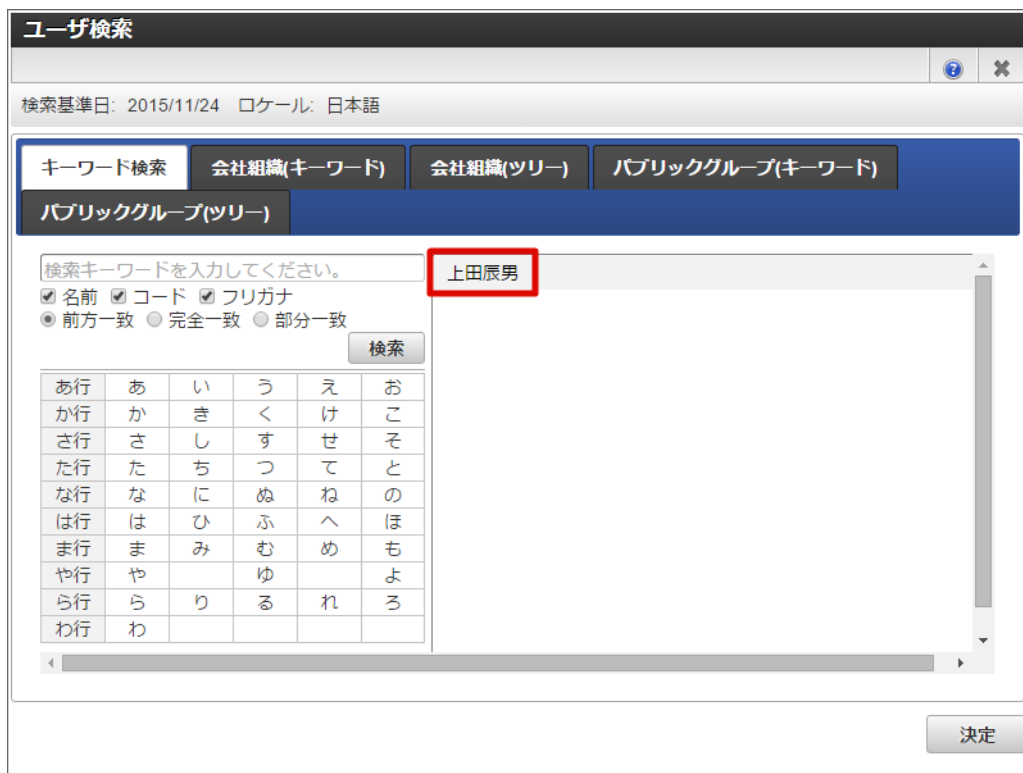 ユーザ検索
検索基準日: 2015/11/24 ロケール: 日本語
キーワード検索 会社組織(キーワード) 会社組織(ツリー) パブリックグループ(キーワード)
パブリックグループ(ツリー)
検索キーワードを入力してください。
名前 コード フリガナ
前方一致 完全一致 部分一致
検索
あ行 あ い う え お
か行 か き く け こ
さ行 さ し す せ そ
た行 た ち つ て と
な行 な に ぬ ね の
は行 は ひ ふ へ ほ
ま行 ま み む め も
や行 や ゆ よ
ら行 ら り る れ ろ
わ行 わ
上田辰男
決定